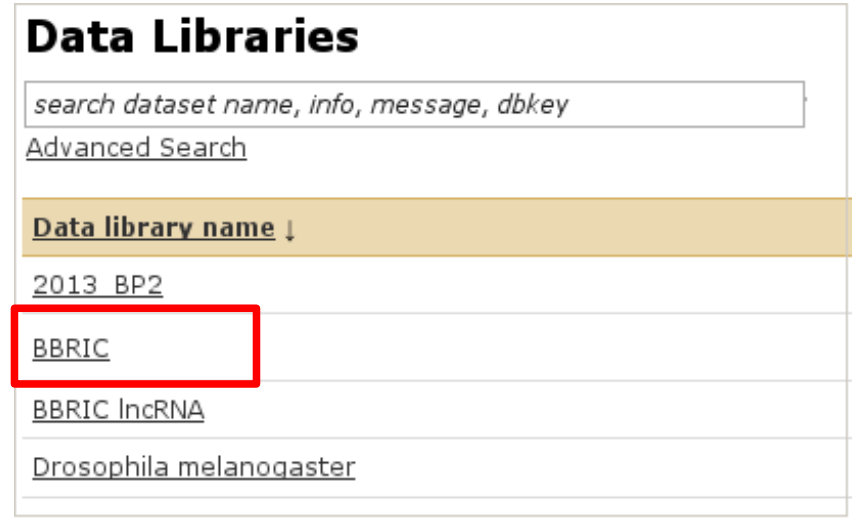 Data Libraries
search dataset name, info, message, dbkey
Advanced Search
Data library name ↓
2013_BP2
BBRIC
BBRIC lncRNA
Drosophila melanogaster